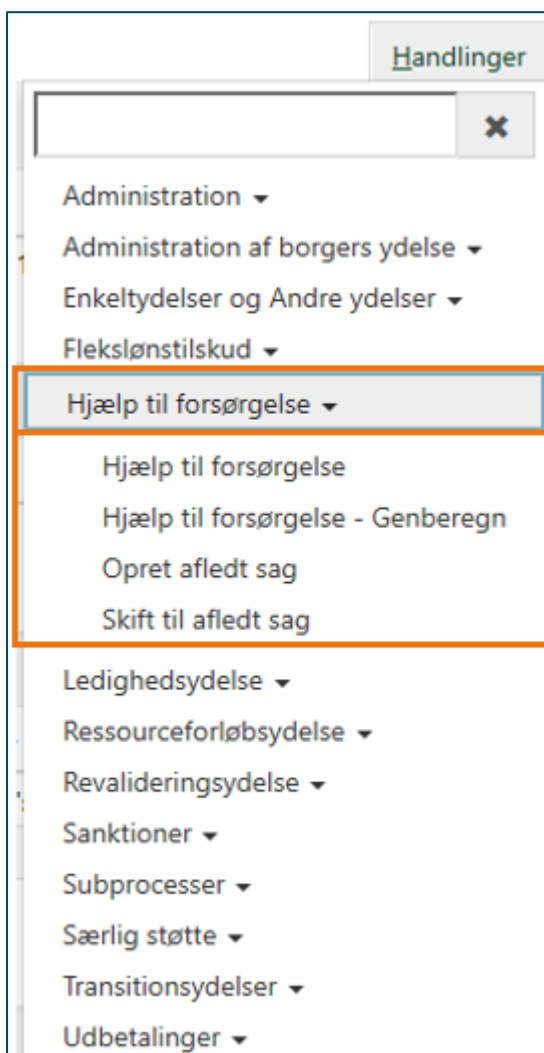 Handlinger
Administration
Administration af borgers ydelse
Enkeltydelser og Andre ydelser
Flekslønstilskud
Hjælp til forsørgelse
Hjælp til forsørgelse
Hjælp til forsørgelse - Genberegn
Opret afledt sag
Skift til afledt sag
Ledighedsydelse
Ressourceforløbsydelse
Revalideringsydelse
Sanktioner
Subprocesser
Særlig støtte
Transitionsydelser
Udbetalinger